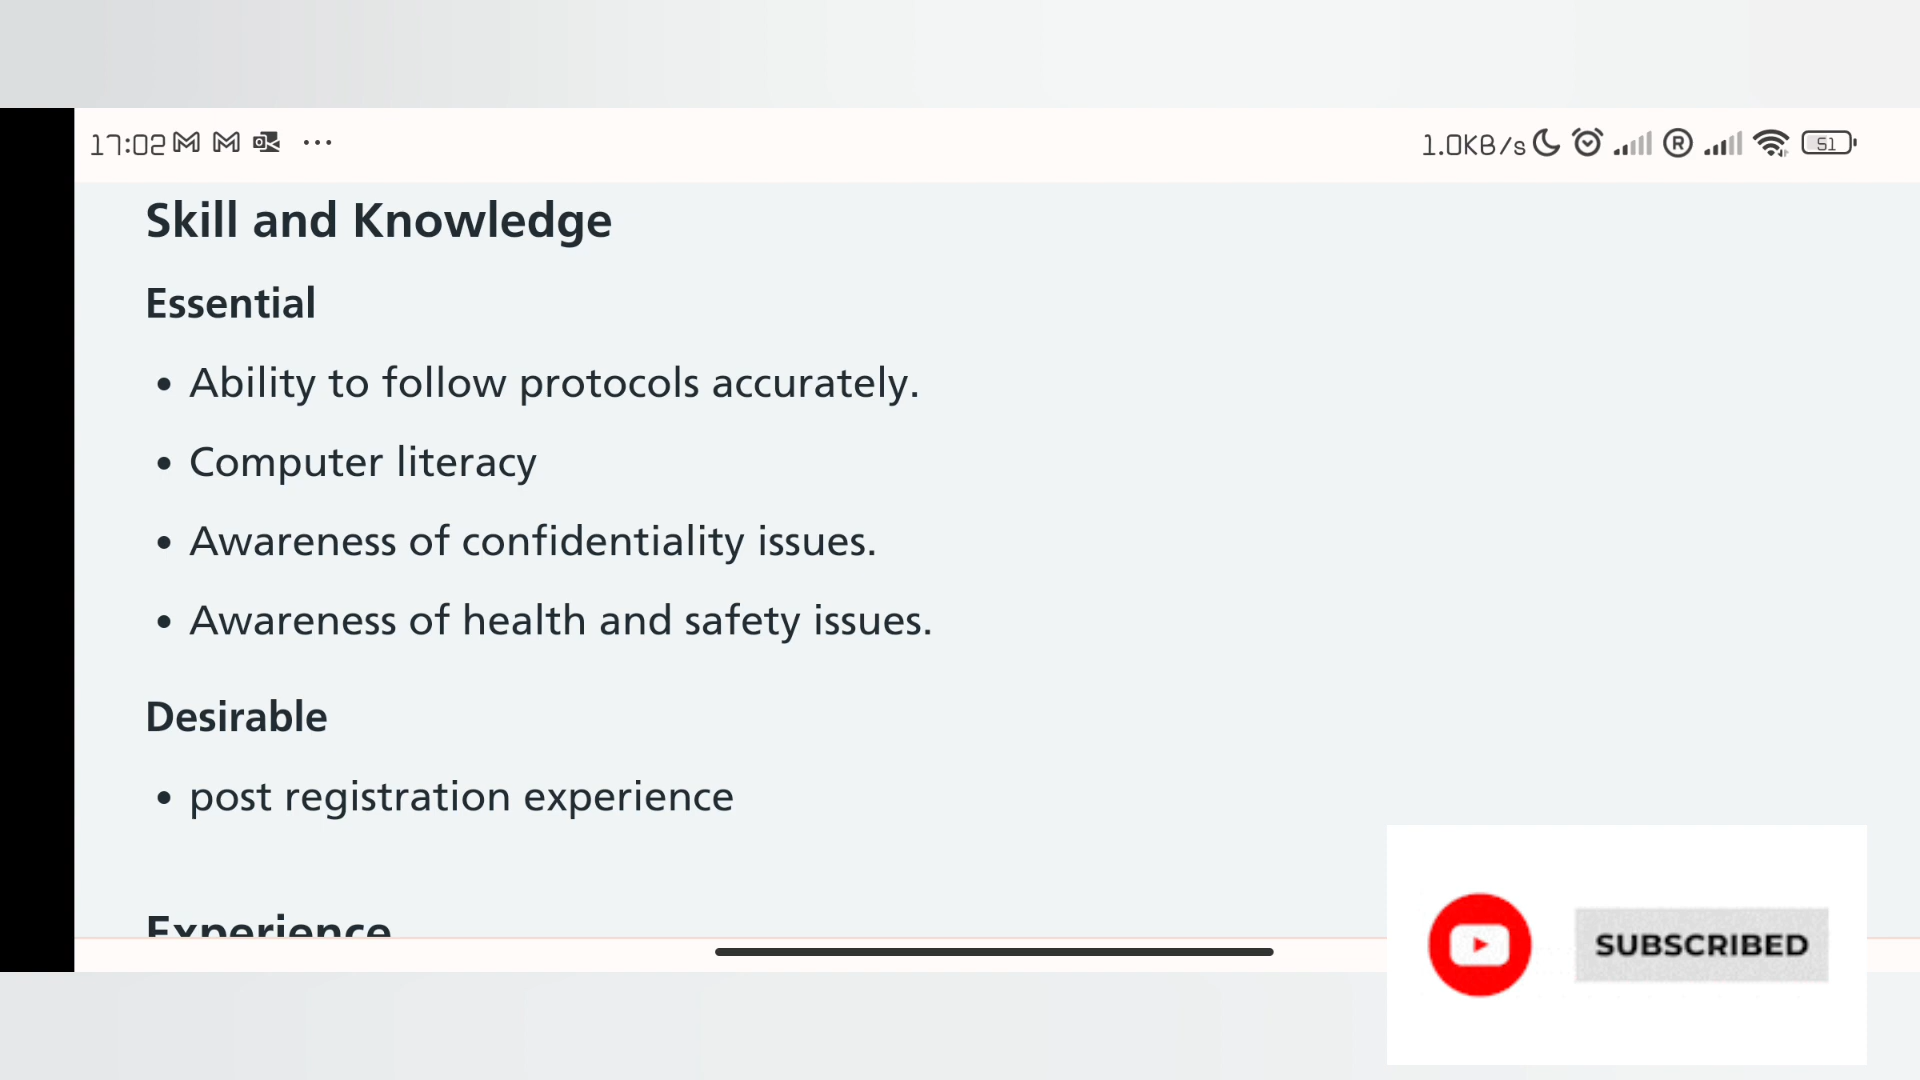 17:02
1.0KB/s
R
51
Skill and Knowledge
Essential
• Ability to follow protocols accurately.
• Computer literacy
• Awareness of confidentiality issues.
• Awareness of health and safety issues.
Desirable
• post registration experience
Experience
SUBSCRIBED